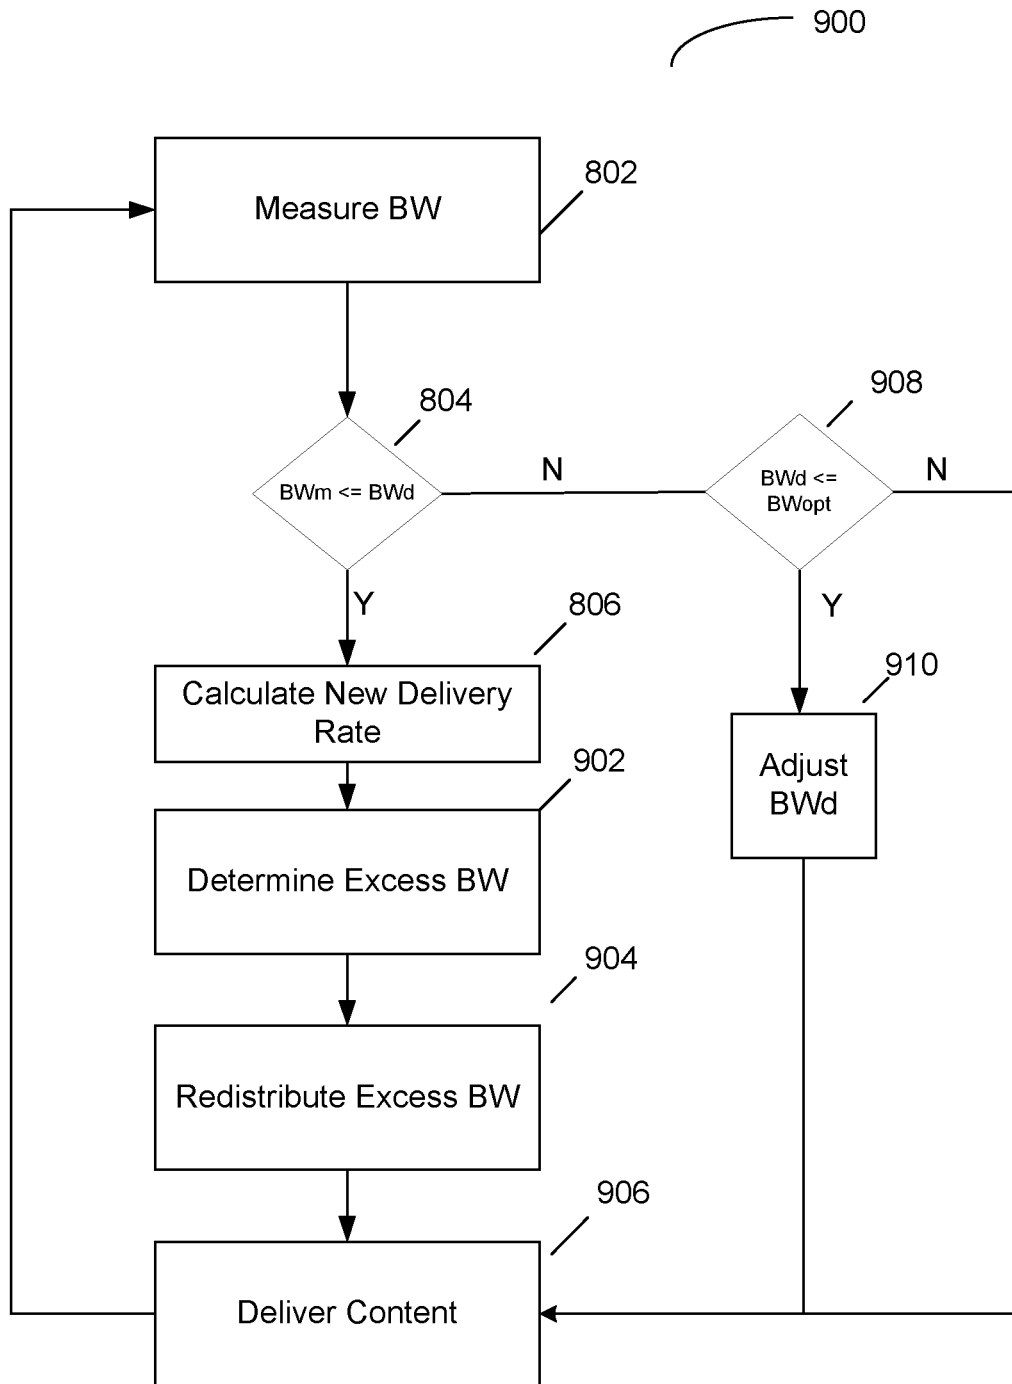 900
Measure BW
802
804
908
BWm <= BWd
N
BWd <=
BWopt
N
Y
806
Y
Calculate New Delivery
Rate
910
902
Adjust
BWd
Determine Excess BW
904
Redistribute Excess BW
906
Deliver Content